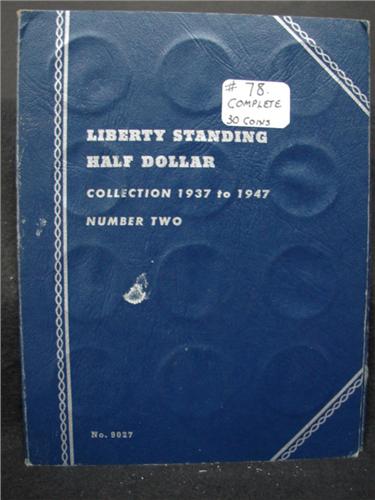 # 78.
COMPLETE
30 COINS
LIBERTY STANDING
HALF DOLLAR
COLLECTION 1937 to 1947
NUMBER TWO
No. 9027